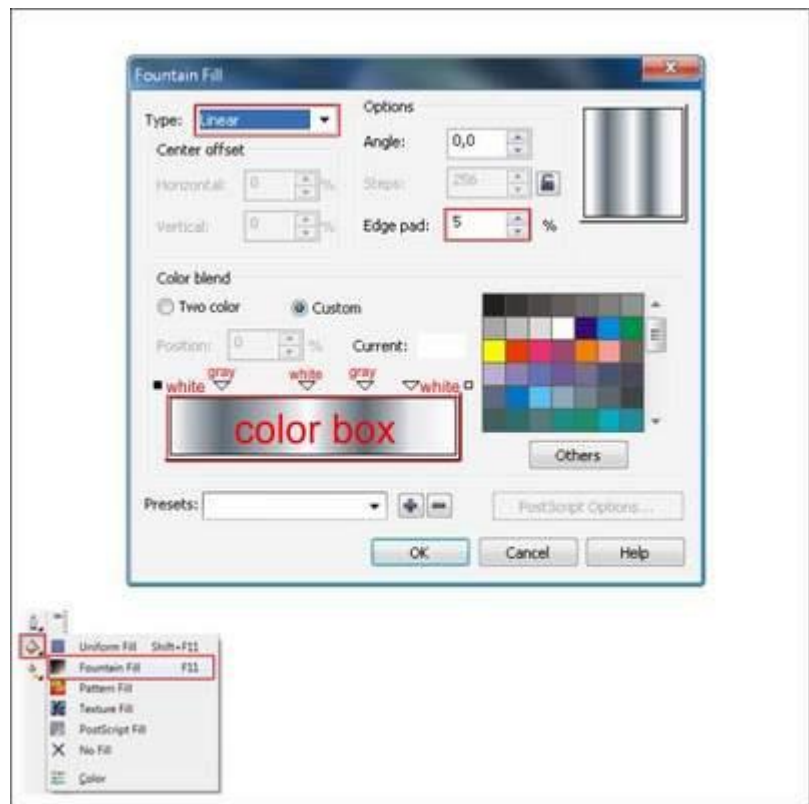 Fountain Fill
Type: Linear
Options
Center offset
Angle: 0,0
Horizontal: 0 %
Steps: 256
Vertical: 0 %
Edge pad: 5 %
Color blend
Two color Custom
Position: 0 % Current:
white gray white gray white
color box
Others
Presets: PostScript Options...
OK Cancel Help
Uniform Fill Shift+F11
Fountain Fill F11
Pattern Fill
Texture Fill
PostScript Fill
No Fill
Color